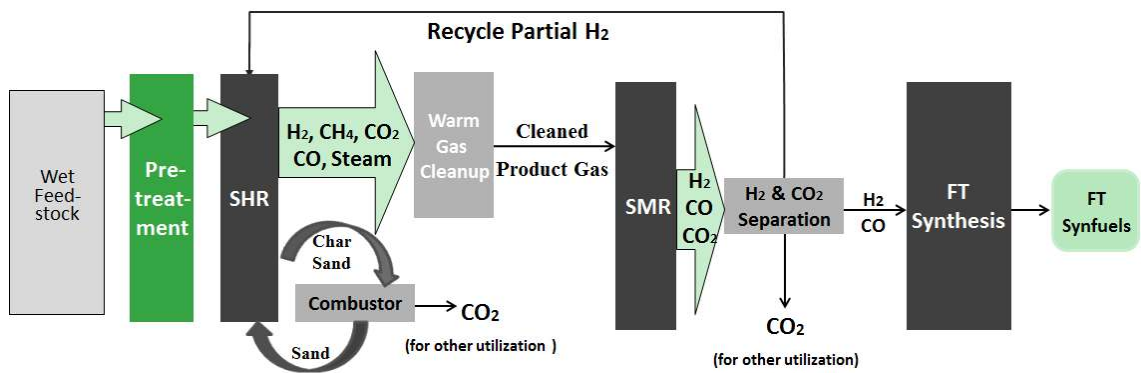 Recycle Partial H2
Wet
Feed-
stock
Pre-
treat-
ment
SHR
H2, CH4, CO2
CO, Steam
Warm
Gas
Cleanup
Cleaned
Product Gas
Char
Sand
Combustor
Sand
CO2
(for other utilization )
SMR
H2
CO
CO2
H2 & CO2
Separation
CO2
(for other utilization)
H2
CO
FT
Synthesis
FT
Synfuels